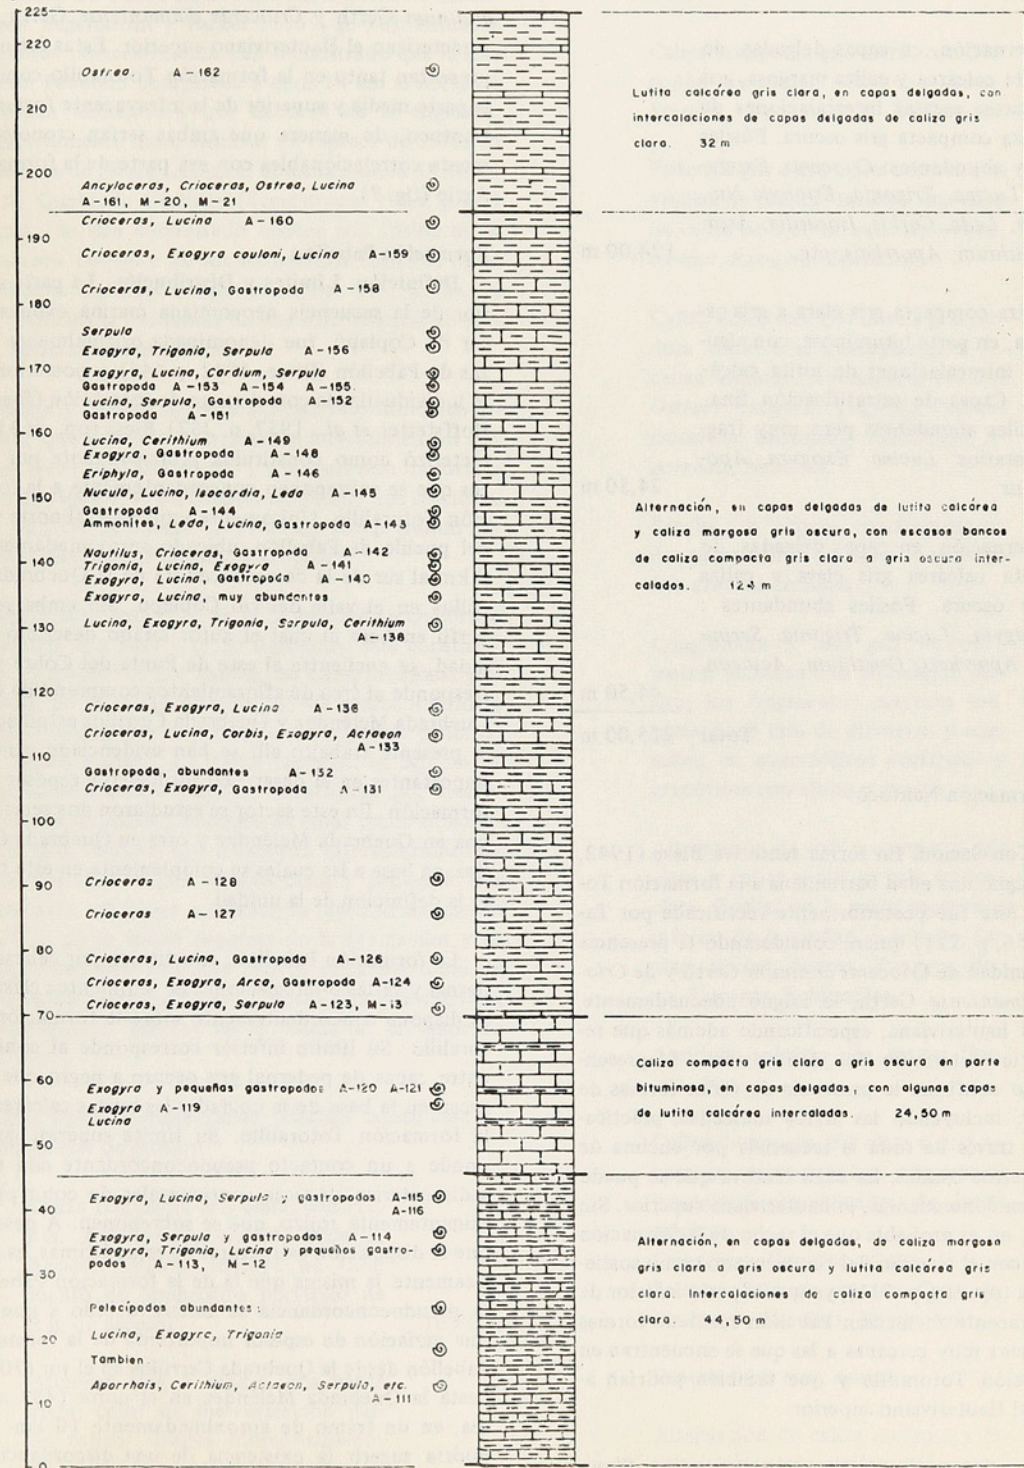 225
220
Ostrea A-162
210
Lutita calcárea gris clara, en capas delgadas, con
intercalaciones de capas delgadas de caliza gris
clara. 32 m
200
Ancyloceras, Crioceras, Ostrea, Lucina
A-161, M-20, M-21
Crioceras, Lucina A-160
190
Crioceras, Exogyra couloni, Lucina A-159
Crioceras, Lucina, Gastropoda A-158
180
Serpula
Exogyra, Trigonia, Serpula A-156
170
Exogyra, Lucina, Cardium, Serpula
Gastropoda A-153 A-154 A-155
Lucina, Serpula, Gastropoda A-152
Gastropoda A-151
160
Lucina, Cerithium A-149
Exogyra, Gastropoda A-148
Eriphyla, Gastropoda A-146
150
Nucula, Lucina, Isocardia, Leda A-145
Gastropoda A-144
Ammonites, Leda, Lucina, Gastropoda A-143
Alternación, en capas delgadas de lutita calcárea
y caliza margosa gris oscura, con escasos bancos
de caliza compacta gris clara a gris oscura inter-
calados. 124 m
Nautilus, Crioceras, Gastropoda A-142
140
Trigonia, Lucina, Exogyra A-141
Exogyra, Lucina, Gastropoda A-140
Exogyra, Lucina, muy abundantes
130
Lucina, Exogyra, Trigonia, Serpula, Cerithium
A-138
120
Crioceras, Exogyra, Lucina A-136
Crioceras, Lucina, Corbis, Exogyra, Actaeon
A-133
110
Gastropoda, abundantes A-132
Crioceras, Exogyra, Gastropoda A-131
100
90
Crioceras A-128
Crioceras A-127
80
Crioceras, Lucina, Gastropoda A-126
Crioceras, Exogyra, Arca, Gastropoda A-124
Crioceras, Exogyra, Serpula A-123, M-13
70
Caliza compacta gris clara a gris oscura en parte
bituminosa, en capas delgadas, con algunas capas
de lutita calcárea intercaladas. 24,50 m
60
Exogyra y pequeñas gastropodos A-120 A-121
Exogyra A-119
Lucina
50
Exogyra, Lucina, Serpula y gastropodos A-115
A-116
40
Exogyra, Serpula y gastropodos A-114
Exogyra, Trigonia, Lucina y pequeños gastro-
podos A-113, M-12
Alternación, en capas delgadas, de caliza margosa
gris clara a gris oscura y lutita calcárea gris
clara. Intercalaciones de caliza compacta gris
clara. 44,50 m
30
Pelecípodos abundantes:
Lucina, Exogyra, Trigonia
20
Tambien
Aporrhais, Cerithium, Actaeon, Serpula, etc.
A-111
10
0